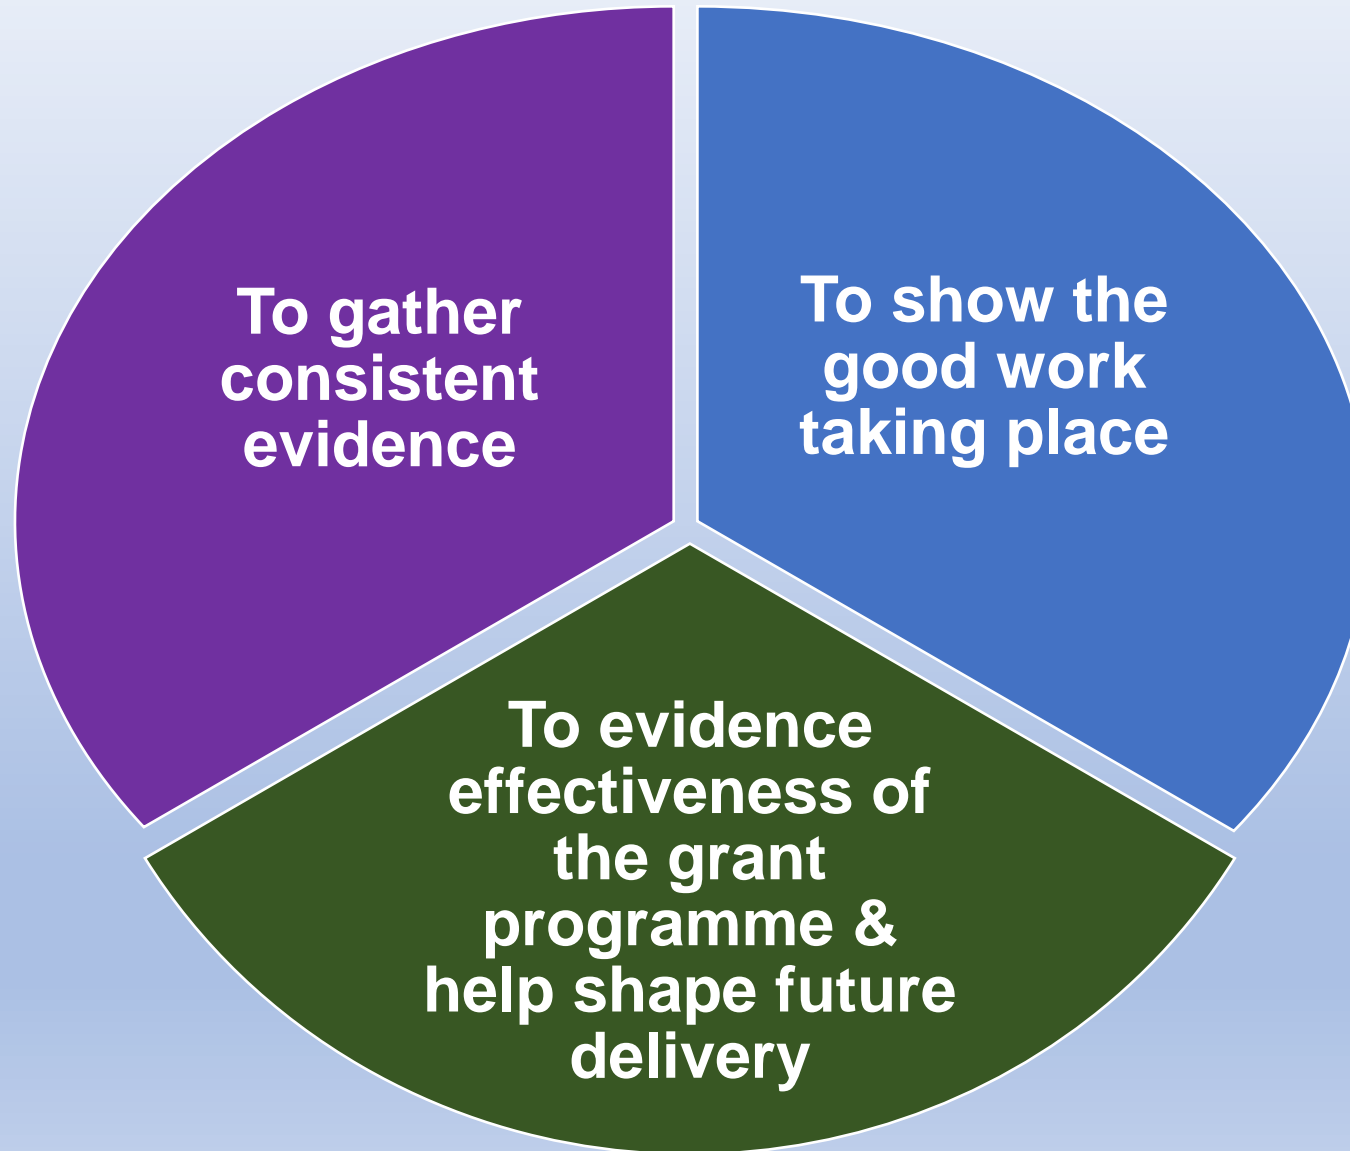 To gather
consistent
evidence
To show the
good work
taking place
To evidence
effectiveness of
the grant
programme &
help shape future
delivery